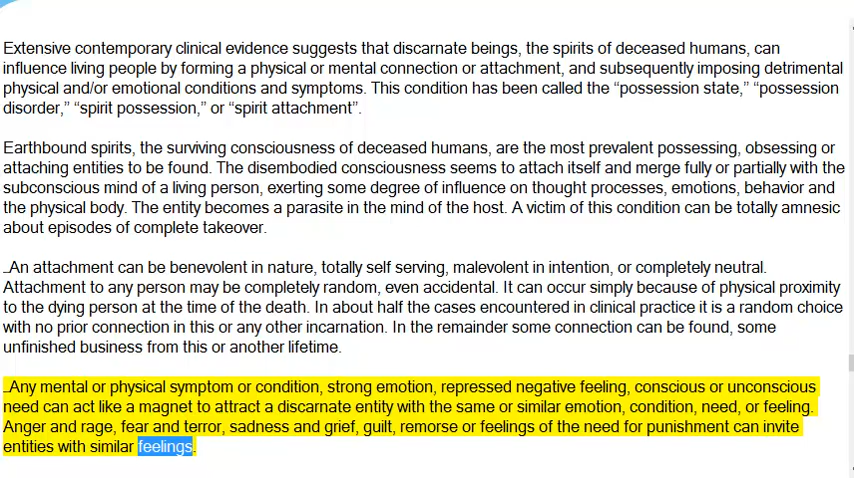 Extensive contemporary clinical evidence suggests that discarnate beings, the spirits of deceased humans, can
influence living people by forming a physical or mental connection or attachment, and subsequently imposing detrimental
physical and/or emotional conditions and symptoms. This condition has been called the “possession state,” “possession
disorder,” “spirit possession,” or “spirit attachment”.
Earthbound spirits, the surviving consciousness of deceased humans, are the most prevalent possessing, obsessing or
attaching entities to be found. The disembodied consciousness seems to attach itself and merge fully or partially with the
subconscious mind of a living person, exerting some degree of influence on thought processes, emotions, behavior and
the physical body. The entity becomes a parasite in the mind of the host. A victim of this condition can be totally amnesic
about episodes of complete takeover.
_An attachment can be benevolent in nature, totally self serving, malevolent in intention, or completely neutral.
Attachment to any person may be completely random, even accidental. It can occur simply because of physical proximity
to the dying person at the time of the death. In about half the cases encountered in clinical practice it is a random choice
with no prior connection in this or any other incarnation. In the remainder some connection can be found, some
unfinished business from this or another lifetime.
_Any mental or physical symptom or condition, strong emotion, repressed negative feeling, conscious or unconscious
need can act like a magnet to attract a discarnate entity with the same or similar emotion, condition, need, or feeling.
Anger and rage, fear and terror, sadness and grief, guilt, remorse or feelings of the need for punishment can invite
entities with similar feelings.